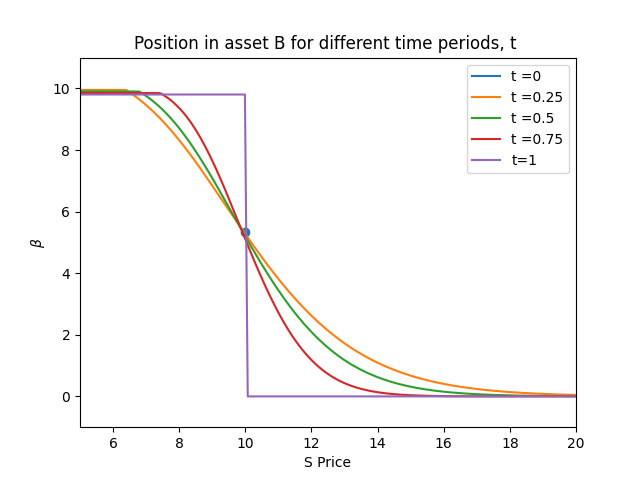 Position in asset B for different time periods, t
t =0
t =0.25
t =0.5
t =0.75
t=1
10
8
6
4
2
0
β
6 8 10 12 14 16 18 20
S Price